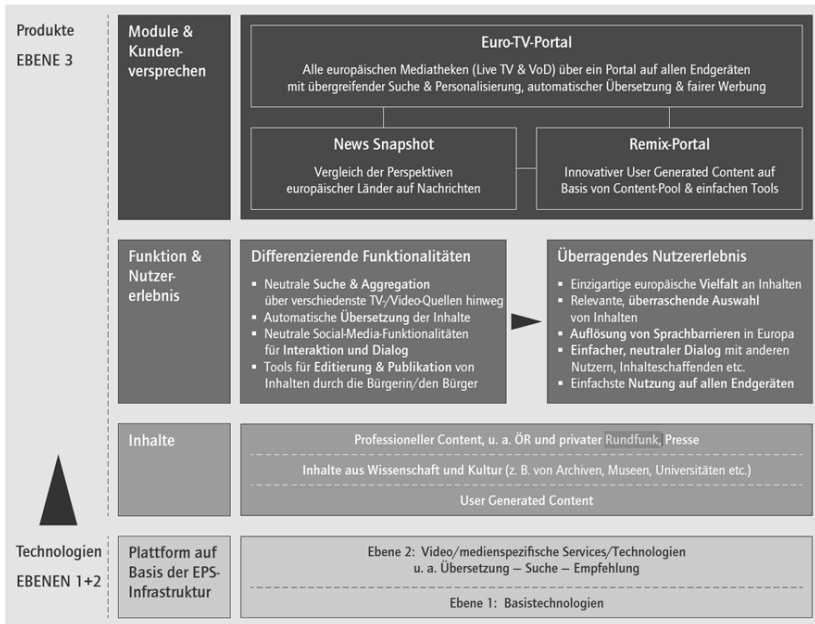 Produkte
EBENE 3
Module &
Kunden-
versprechen
Euro-TV-Portal
Alle europäischen Mediatheken (Live TV & VoD) über ein Portal auf allen Endgeräten
mit übergreifender Suche & Personalisierung, automatischer Übersetzung & fairer Werbung
News Snapshot
Vergleich der Perspektiven
europäischer Länder auf Nachrichten
Remix-Portal
Innovativer User Generated Content auf
Basis von Content-Pool & einfachen Tools
Funktion &
Nutzer-
erlebnis
Differenzierende Funktionalitäten
▪ Neutrale Suche & Aggregation
über verschiedenste TV-/Video-Quellen hinweg
▪ Automatische Übersetzung der Inhalte
▪ Neutrale Social-Media-Funktionalitäten
für Interaktion und Dialog
▪ Tools für Editierung & Publikation von
Inhalten durch die Bürgerin/den Bürger
Überragendes Nutzererlebnis
▪ Einzigartige europäische Vielfalt an Inhalten
▪ Relevante, überraschende Auswahl
von Inhalten
▪ Auflösung von Sprachbarrieren in Europa
▪ Einfacher, neutraler Dialog mit anderen
Nutzern, Inhalteschaffenden etc.
▪ Einfachste Nutzung auf allen Endgeräten
Inhalte
Professioneller Content, u. a. ÖR und privater Rundfunk, Presse
Inhalte aus Wissenschaft und Kultur (z. B. von Archiven, Museen, Universitäten etc.)
User Generated Content
Technologien
EBENEN 1+2
Plattform auf
Basis der EPS-
Infrastruktur
Ebene 2: Video/medienspezifische Services/Technologien
u. a. Übersetzung – Suche – Empfehlung
Ebene 1: Basistechnologien